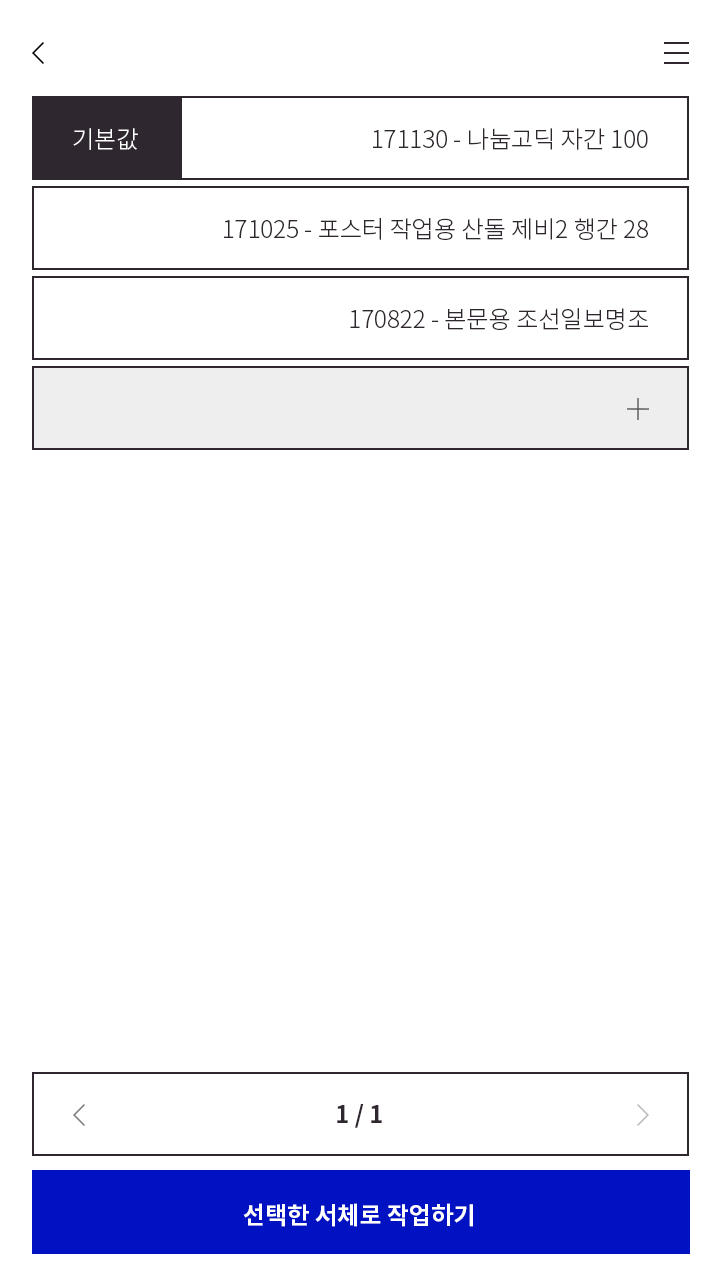 기본값 171130 - 나눔고딕 자간 100
171025 - 포스터 작업용 산돌 제비2 행간 28
170822 - 본문용 조선일보명조
1 / 1
선택한 서체로 작업하기